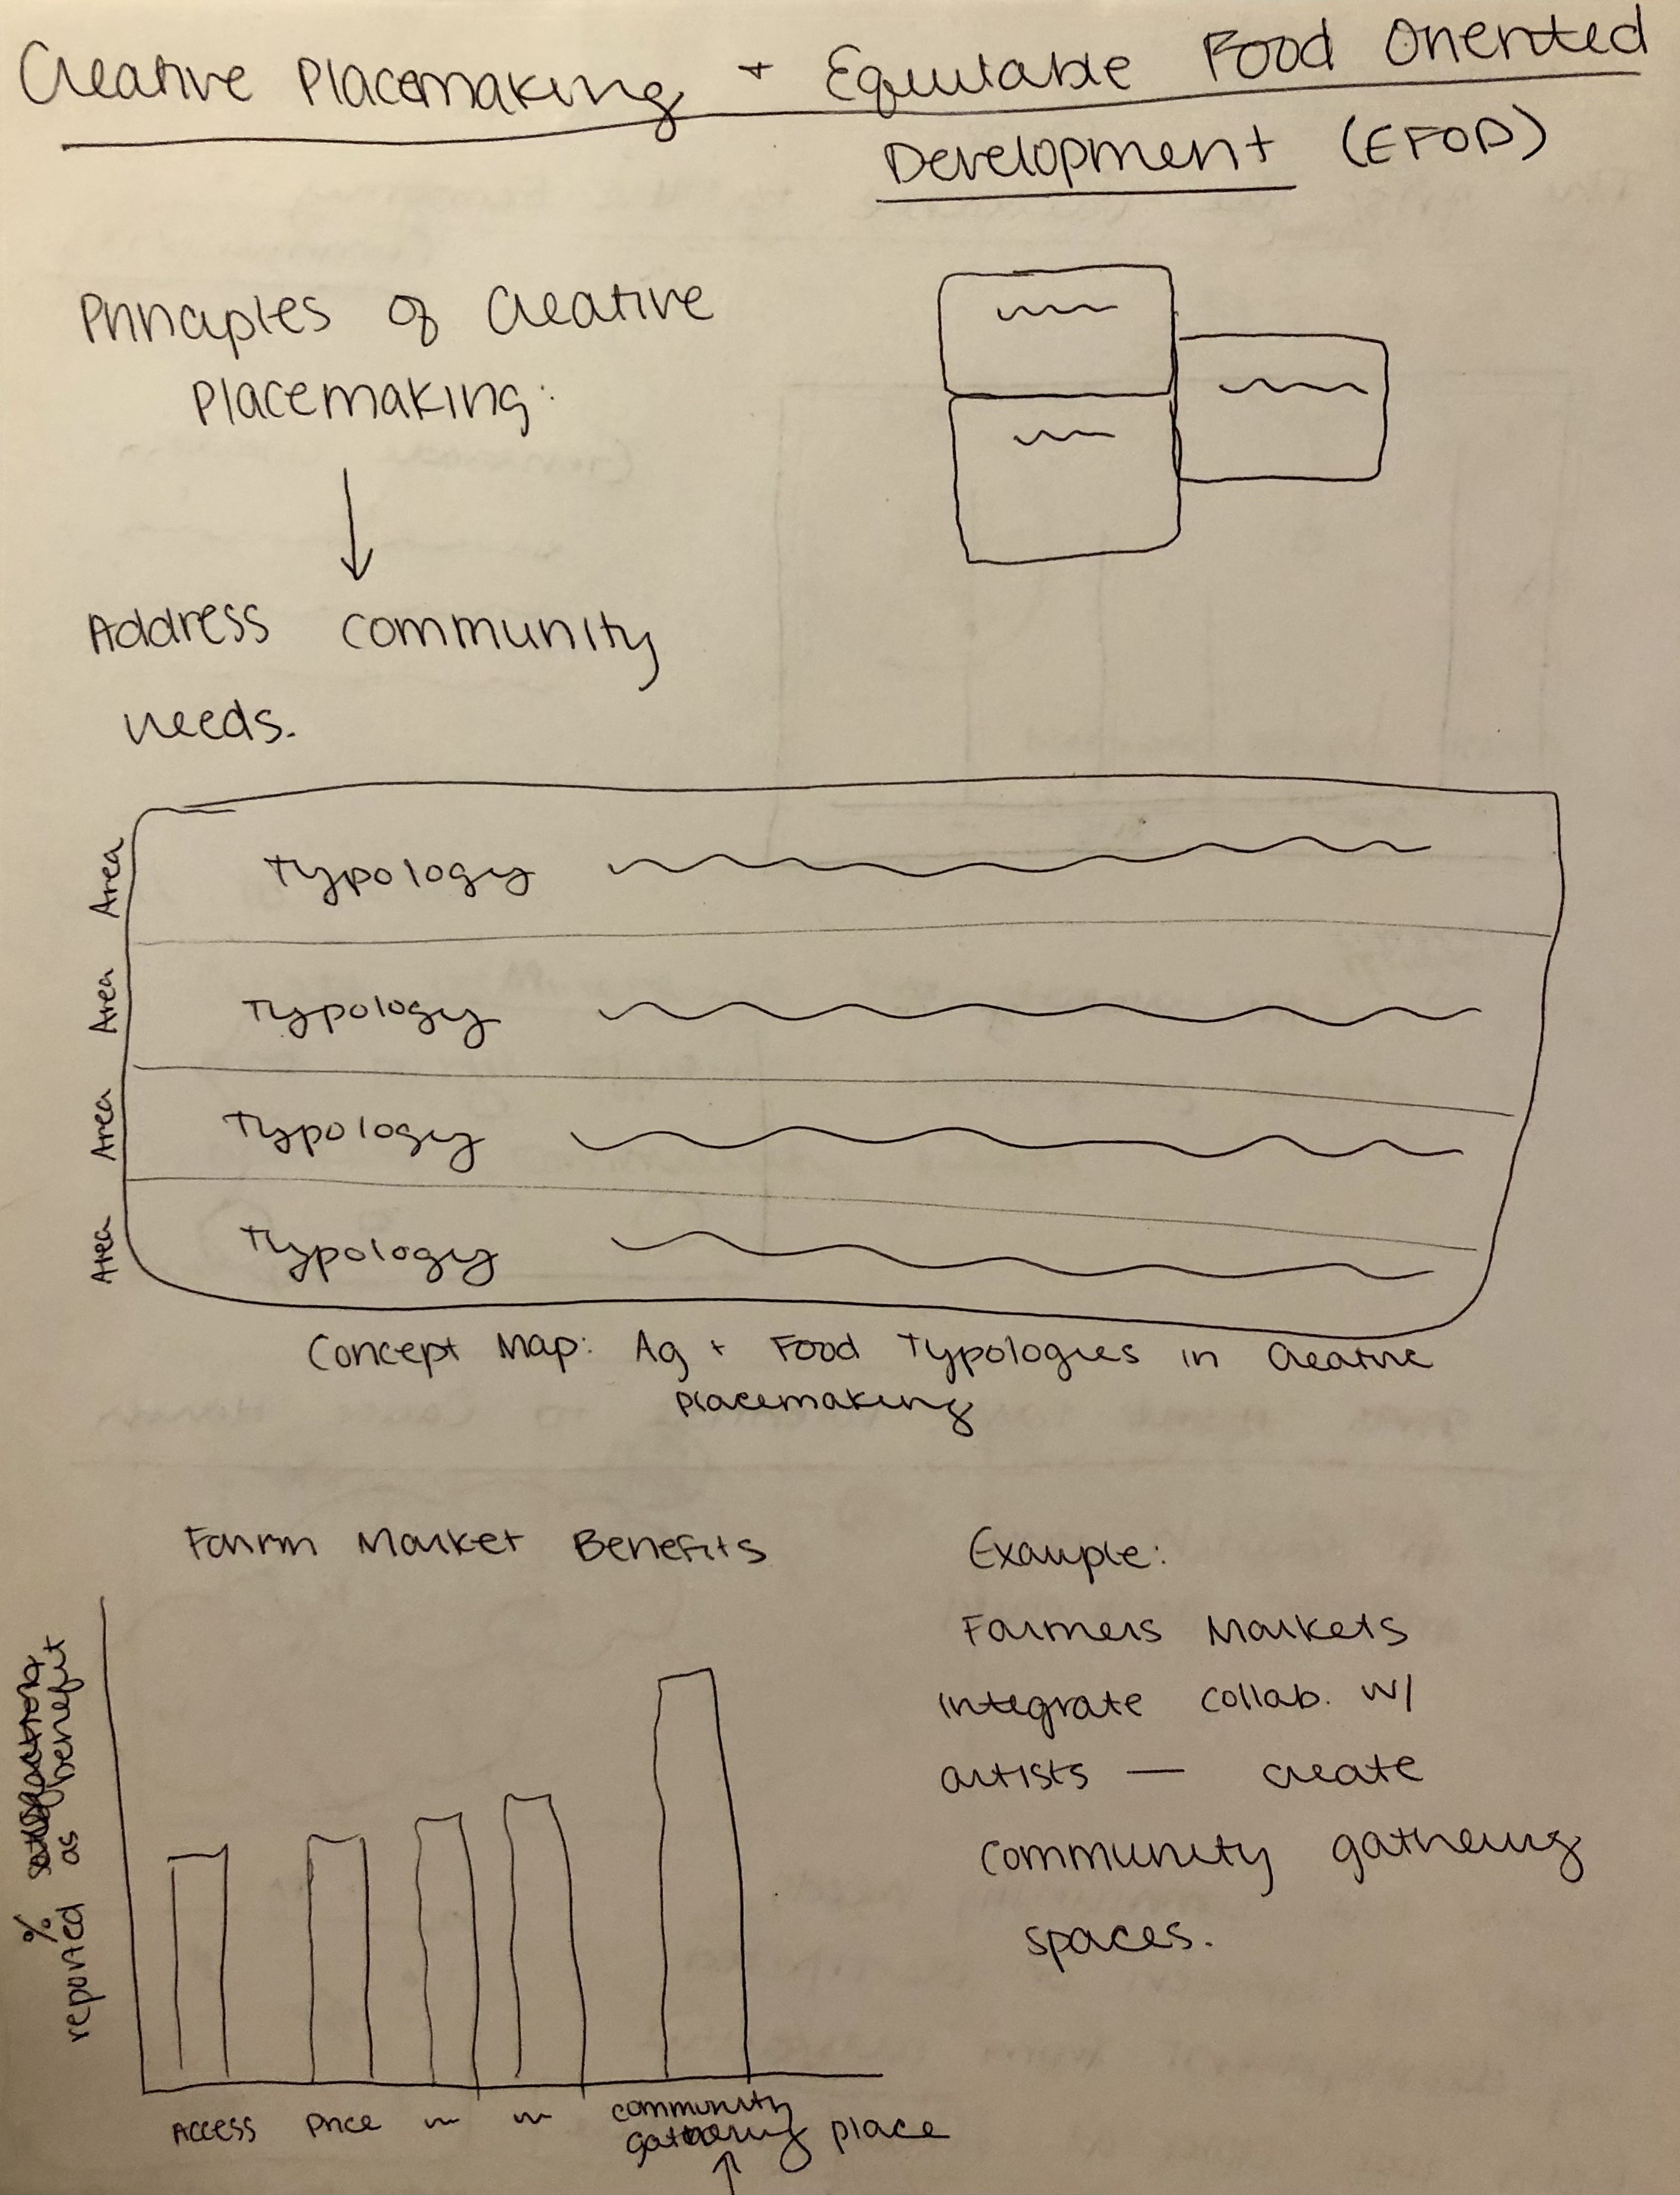 Creative Placemaking + Equitable Food Oriented
Development (EFOD)
Principles of Creative
Placemaking:
Address community
needs.
Area Typology
Area Typology
Area Typology
Area Typology
Concept Map: Ag + Food Typologies in Creative
placemaking
Farm Market Benefits
% reported as benefit
Access Price community gathering place
Example:
Farmers Markets
integrate collab. w/
artists — create
community gathering
spaces.